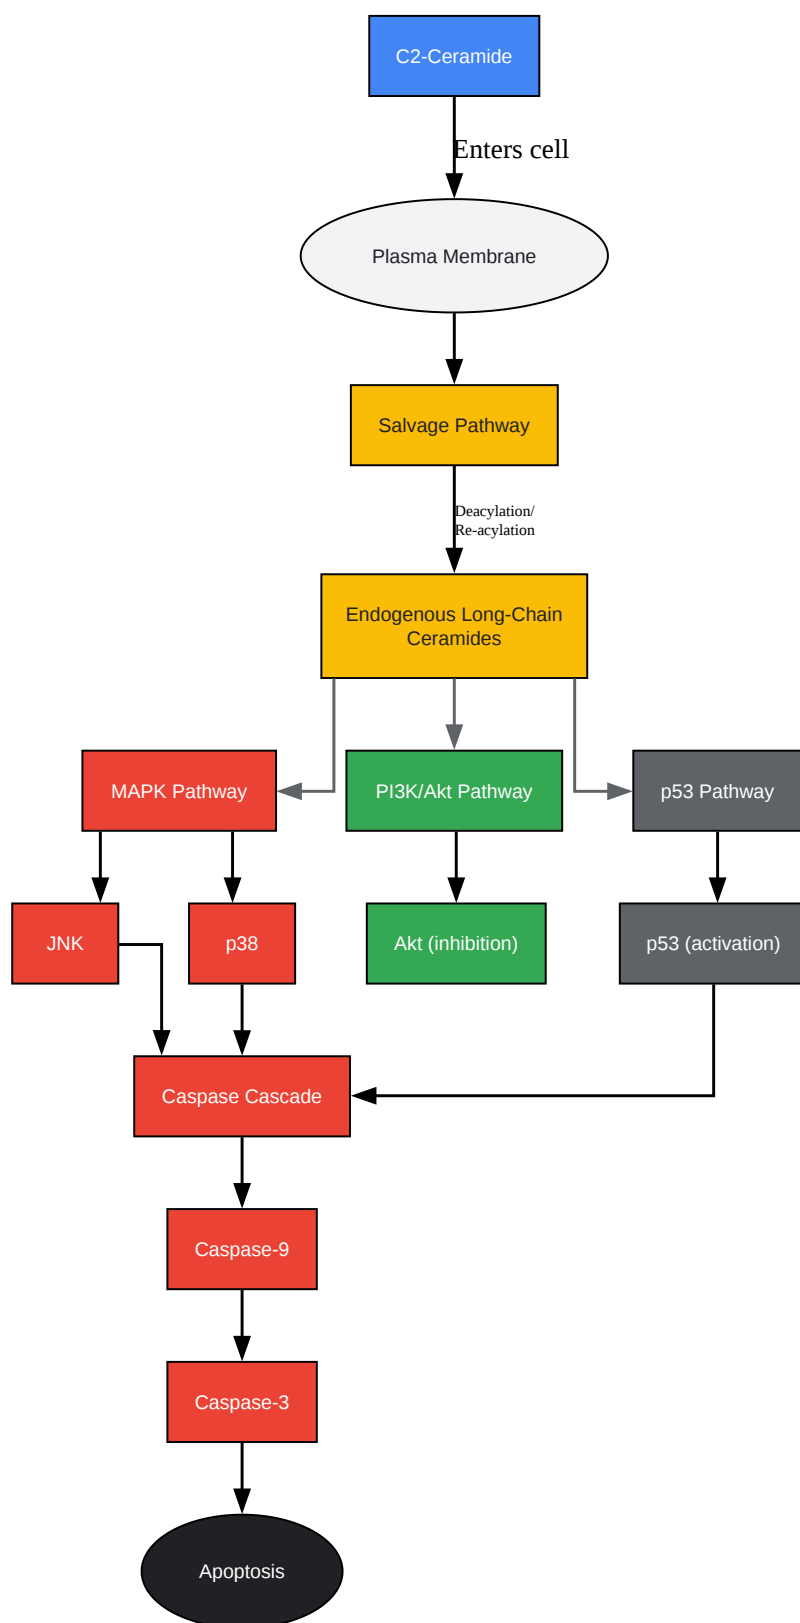 C2-Ceramide
Enters cell
Plasma Membrane
Salvage Pathway
Deacylation/
Re-acylation
Endogenous Long-Chain
Ceramides
MAPK Pathway
PI3K/Akt Pathway
p53 Pathway
JNK
p38
Akt (inhibition)
p53 (activation)
Caspase Cascade
Caspase-9
Caspase-3
Apoptosis